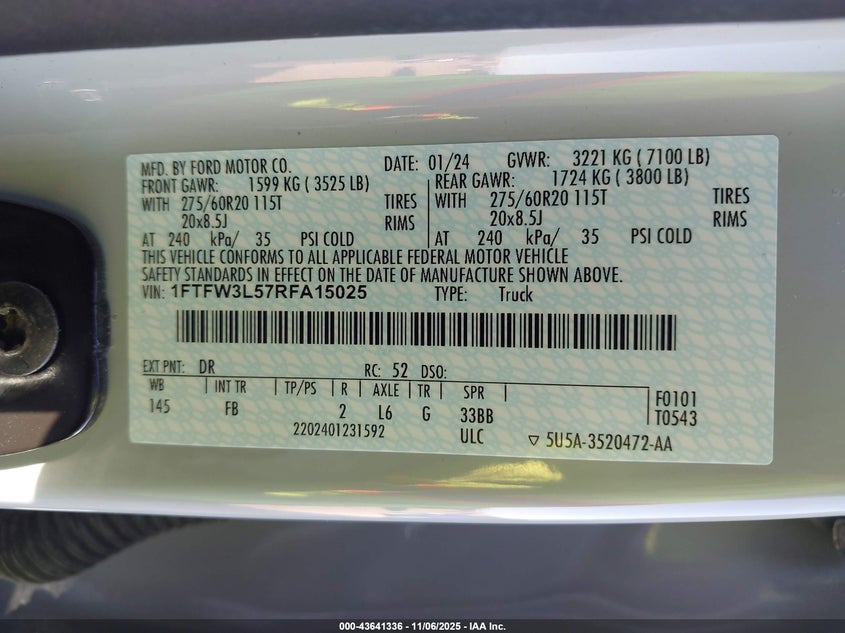 MFD. BY FORD MOTOR CO. DATE: 01/24 GVWR: 3221 KG ( 7100 LB)
FRONT GAWR: 1599 KG ( 3525 LB) REAR GAWR: 1724 KG ( 3800 LB)
WITH 275/60R20 115T TIRES WITH 275/60R20 115T TIRES
20x8.5J RIMS 20x8.5J RIMS
AT 240 kPa/ 35 PSI COLD AT 240 kPa/ 35 PSI COLD
THIS VEHICLE CONFORMS TO ALL APPLICABLE FEDERAL MOTOR VEHICLE
SAFETY STANDARDS IN EFFECT ON THE DATE OF MANUFACTURE SHOWN ABOVE.
VIN: 1FTFW3L57RFA15025 TYPE: Truck
EXT PNT: DR RC: 52 DSO:
WB INT TR TP/PS R AXLE TR SPR F0101
145 FB 2 L6 G 33BB T0543
2202401231592 ULC ▽ 5U5A-3520472-AA
000-43641336 - 11/06/2025 - IAA Inc.